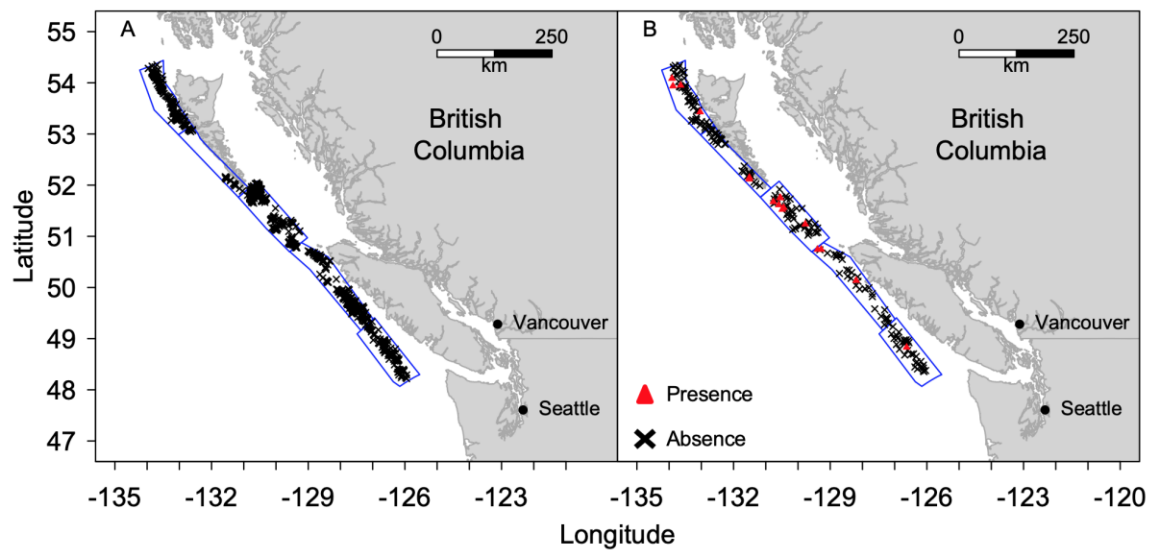 A
0 250
km
British
Columbia
Vancouver
Seattle
B
0 250
km
British
Columbia
Vancouver
Seattle
Presence
Absence
55
54
53
52
51
50
49
48
47
Latitude
-135 -132 -129 -126 -123
-135 -132 -129 -126 -123 -120
Longitude